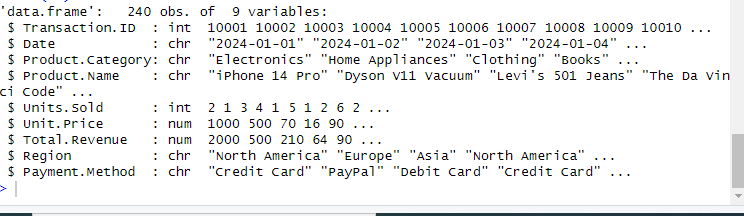 'data.frame':   240 obs. of  9 variables:
 $ Transaction.ID  : int  10001 10002 10003 10004 10005 10006 10007 10008 10009 10010 ...
 $ Date            : chr  "2024-01-01" "2024-01-02" "2024-01-03" "2024-01-04" ...
 $ Product.Category: chr  "Electronics" "Home Appliances" "Clothing" "Books" ...
 $ Product.Name    : chr  "iPhone 14 Pro" "Dyson V11 Vacuum" "Levi's 501 Jeans" "The Da Vin
ci Code" ...
 $ Units.Sold      : int  2 1 3 4 1 5 1 2 6 2 ...
 $ Unit.Price      : num  1000 500 70 16 90 ...
 $ Total.Revenue   : num  2000 500 210 64 90 ...
 $ Region          : chr  "North America" "Europe" "Asia" "North America" ...
 $ Payment.Method  : chr  "Credit Card" "PayPal" "Debit Card" "Credit Card" ...
>